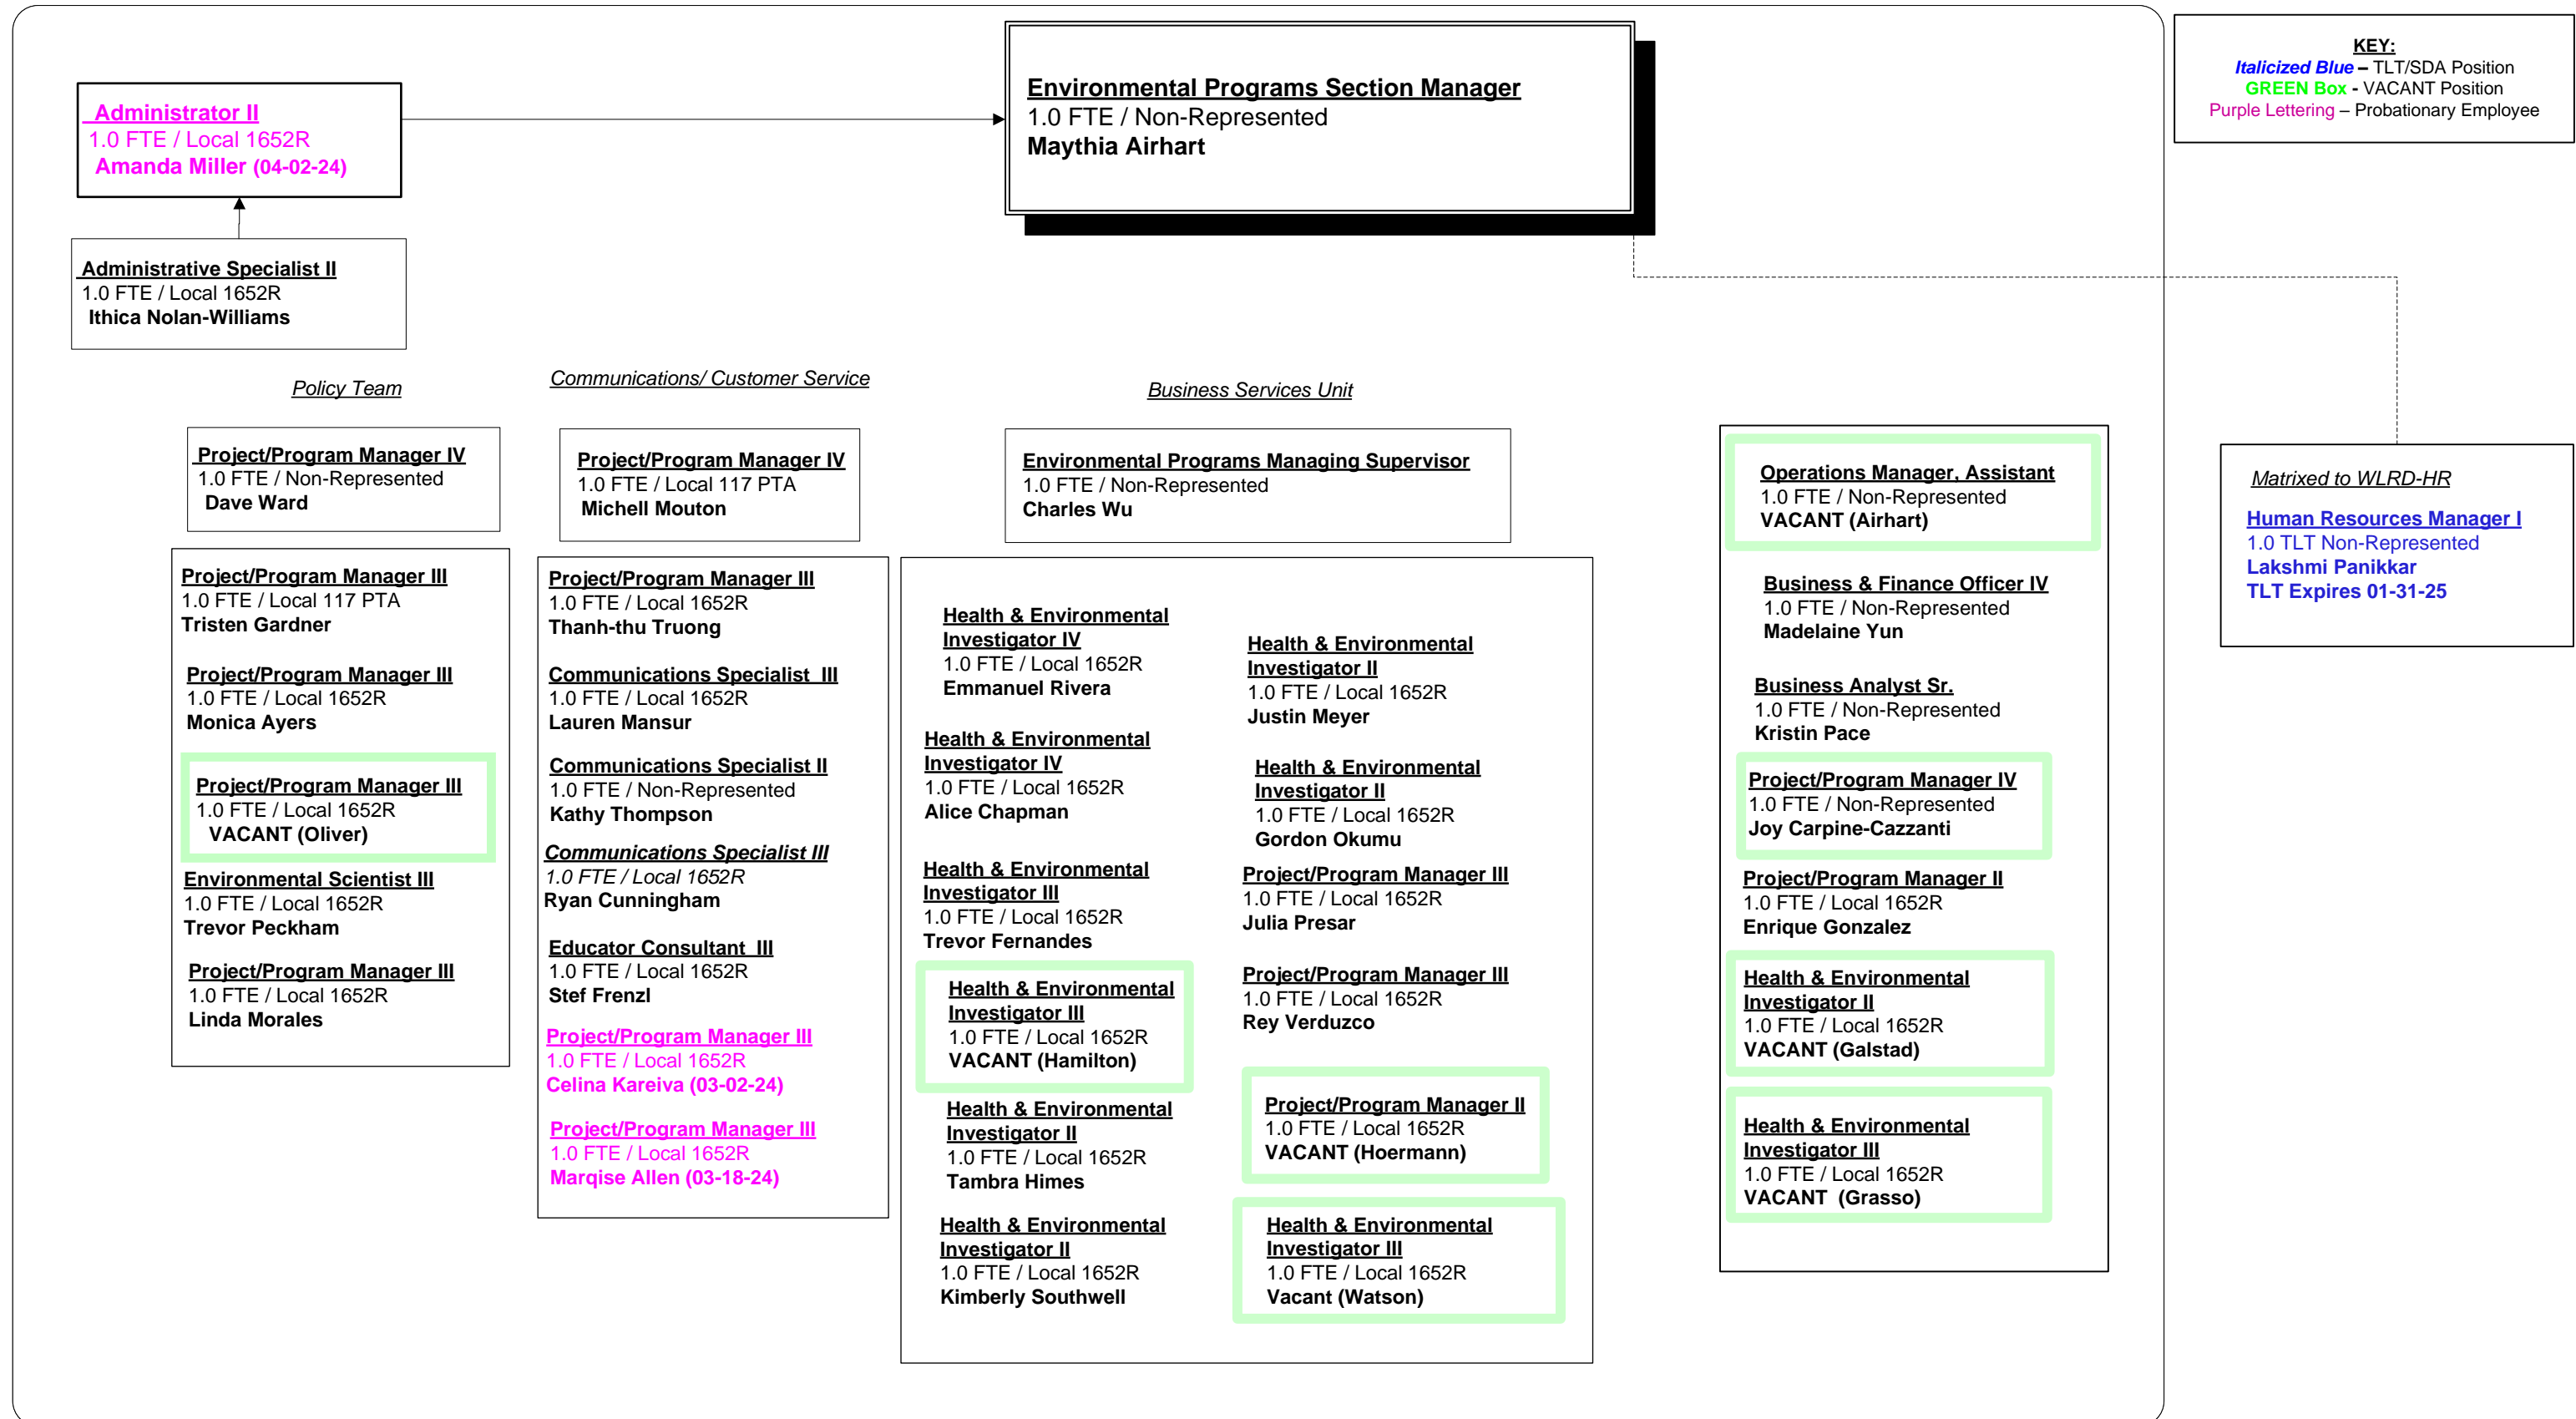 KEY:
Italicized Blue – TLT/SDA Position
GREEN Box - VACANT Position
Purple Lettering – Probationary Employee
Environmental Programs Section Manager
1.0 FTE / Non-Represented
Maythia Airhart
Administrator II
1.0 FTE / Local 1652R
Amanda Miller (04-02-24)
Administrative Specialist II
1.0 FTE / Local 1652R
Ithica Nolan-Williams
Policy Team
Project/Program Manager IV
1.0 FTE / Non-Represented
Dave Ward
Project/Program Manager III
1.0 FTE / Local 117 PTA
Tristen Gardner
Project/Program Manager III
1.0 FTE / Local 1652R
Monica Ayers
Project/Program Manager III
1.0 FTE / Local 1652R
VACANT (Oliver)
Environmental Scientist III
1.0 FTE / Local 1652R
Trevor Peckham
Project/Program Manager III
1.0 FTE / Local 1652R
Linda Morales
Communications/ Customer Service
Project/Program Manager IV
1.0 FTE / Local 117 PTA
Michell Mouton
Project/Program Manager III
1.0 FTE / Local 1652R
Thanh-thu Truong
Communications Specialist III
1.0 FTE / Local 1652R
Lauren Mansur
Communications Specialist II
1.0 FTE / Non-Represented
Kathy Thompson
Communications Specialist III
1.0 FTE / Local 1652R
Ryan Cunningham
Educator Consultant III
1.0 FTE / Local 1652R
Stef Frenzl
Project/Program Manager III
1.0 FTE / Local 1652R
Celina Kareiva (03-02-24)
Project/Program Manager III
1.0 FTE / Local 1652R
Marqise Allen (03-18-24)
Business Services Unit
Environmental Programs Managing Supervisor
1.0 FTE / Non-Represented
Charles Wu
Health & Environmental
Investigator IV
1.0 FTE / Local 1652R
Emmanuel Rivera
Health & Environmental
Investigator IV
1.0 FTE / Local 1652R
Alice Chapman
Health & Environmental
Investigator III
1.0 FTE / Local 1652R
Trevor Fernandes
Health & Environmental
Investigator III
1.0 FTE / Local 1652R
VACANT (Hamilton)
Health & Environmental
Investigator II
1.0 FTE / Local 1652R
Tambra Himes
Health & Environmental
Investigator II
1.0 FTE / Local 1652R
Kimberly Southwell
Health & Environmental
Investigator II
1.0 FTE / Local 1652R
Justin Meyer
Health & Environmental
Investigator II
1.0 FTE / Local 1652R
Gordon Okumu
Project/Program Manager III
1.0 FTE / Local 1652R
Julia Presar
Project/Program Manager III
1.0 FTE / Local 1652R
Rey Verduzco
Project/Program Manager II
1.0 FTE / Local 1652R
VACANT (Hoermann)
Health & Environmental
Investigator III
1.0 FTE / Local 1652R
Vacant (Watson)
Operations Manager, Assistant
1.0 FTE / Non-Represented
VACANT (Airhart)
Business & Finance Officer IV
1.0 FTE / Non-Represented
Madelaine Yun
Business Analyst Sr.
1.0 FTE / Non-Represented
Kristin Pace
Project/Program Manager IV
1.0 FTE / Non-Represented
Joy Carpine-Cazzanti
Project/Program Manager II
1.0 FTE / Local 1652R
Enrique Gonzalez
Health & Environmental
Investigator II
1.0 FTE / Local 1652R
VACANT (Galstad)
Health & Environmental
Investigator III
1.0 FTE / Local 1652R
VACANT (Grasso)
Matrixed to WLRD-HR
Human Resources Manager I
1.0 TLT Non-Represented
Lakshmi Panikkar
TLT Expires 01-31-25